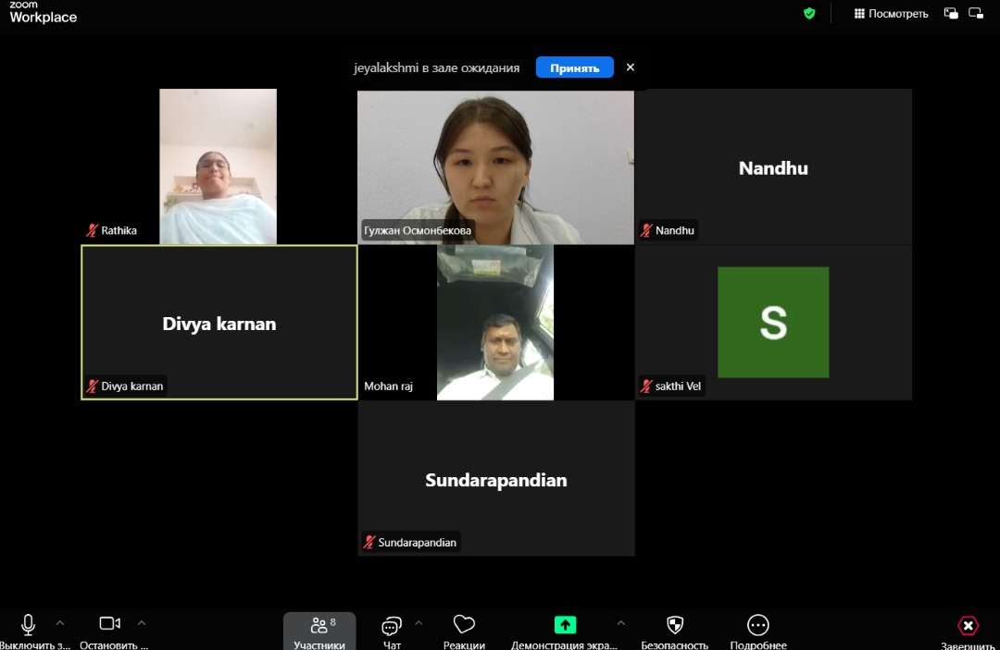 zoom
Workplace
Посмотреть
jeyalakshmi в зале ожидания
Принять
Rathika
Гулжан Осмонбекова
Nandhu
Nandhu
Divya karnan
Divya karnan
Mohan raj
S
sakthi Vel
Sundarapandian
Sundarapandian
8
Выключить з...
Остановить ...
Участники
Чат
Реакции
Демонстрация экра...
Безопасность
Подробнее
Завершить